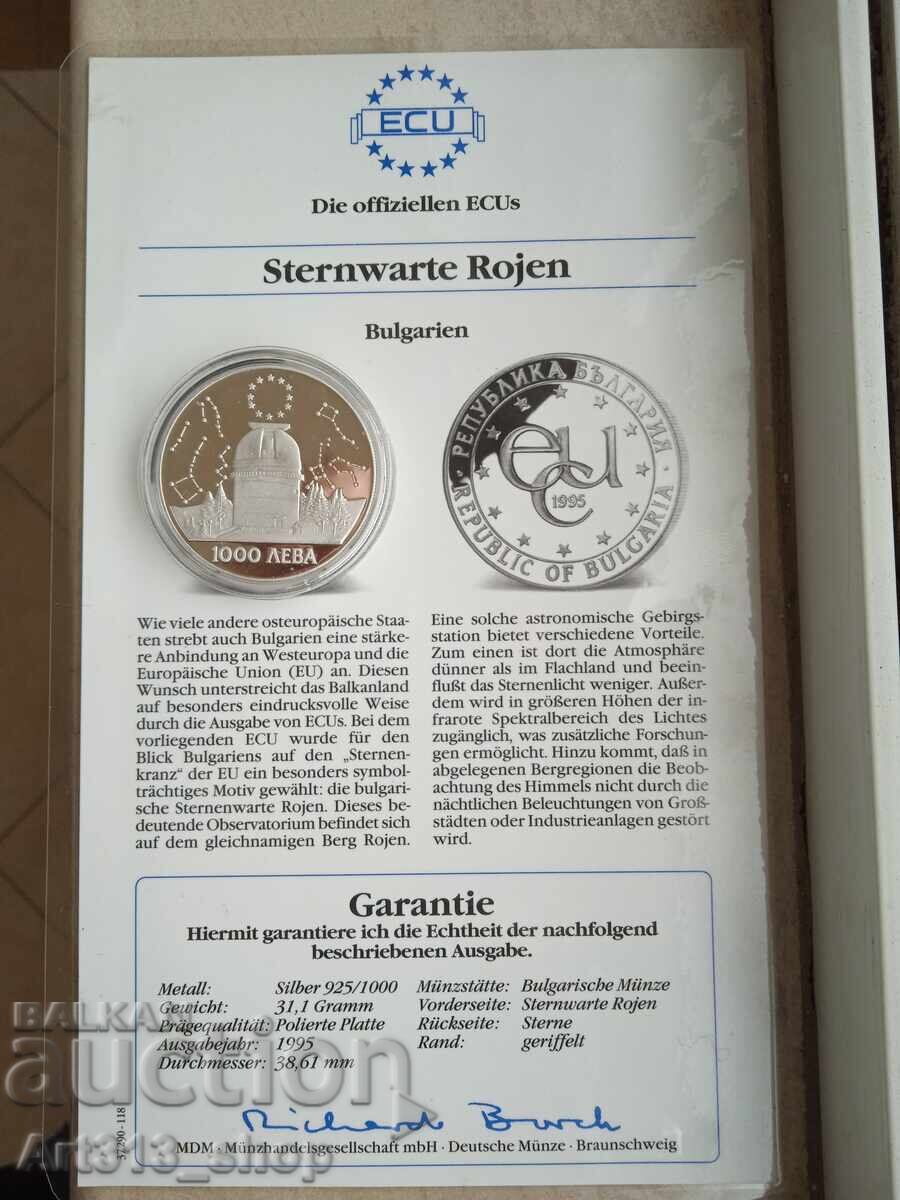 ECU
Die offiziellen ECUs
Sternwarte Rojen
Bulgarien
1000 ЛЕВА
РЕПУБЛИКА БЪЛГАРИЯ
ecu
1995
REPUBLIC OF BULGARIA
Wie viele andere osteuropäische Staa-
ten strebt auch Bulgarien eine stärke-
re Anbindung an Westeuropa und die
Europäische Union (EU) an. Diesen
Wunsch unterstreicht das Balkanland
auf besonders eindrucksvolle Weise
durch die Ausgabe von ECUs. Bei dem
vorliegenden ECU wurde für den
Blick Bulgariens auf den „Sternen-
kranz" der EU ein besonders symbol-
trächtiges Motiv gewählt: die bulgari-
sche Sternenwarte Rojen. Dieses be-
deutende Observatorium befindet sich
auf dem gleichnamigen Berg Rojen.
Eine solche astronomische Gebirgs-
station bietet verschiedene Vorteile.
Zum einen ist dort die Atmosphäre
dünner als im Flachland und beein-
flußt das Sternenlicht weniger. Außer-
dem wird in größeren Höhen der in-
frarote Spektralbereich des Lichtes
zugänglich, was zusätzliche Forschun-
gen ermöglicht. Hinzu kommt, daß in
abgelegenen Bergregionen die Beob-
achtung des Himmels nicht durch die
nächtlichen Beleuchtungen von Groß-
städten oder Industrieanlagen gestört
wird.
Garantie
Hiermit garantiere ich die Echtheit der nachfolgend
beschriebenen Ausgabe.
Metall: Silber 925/1000
Gewicht: 31,1 Gramm
Prägequalität: Polierte Platte
Ausgabejahr: 1995
Durchmesser: 38,61 mm
Münzstätte: Bulgarische Münze
Vorderseite: Sternwarte Rojen
Rückseite: Sterne
Rand: geriffelt
MDM · Münzhandelsgesellschaft mbH · Deutsche Münze · Braunschweig
37290-118
BALKAN
auction
Art313_shop